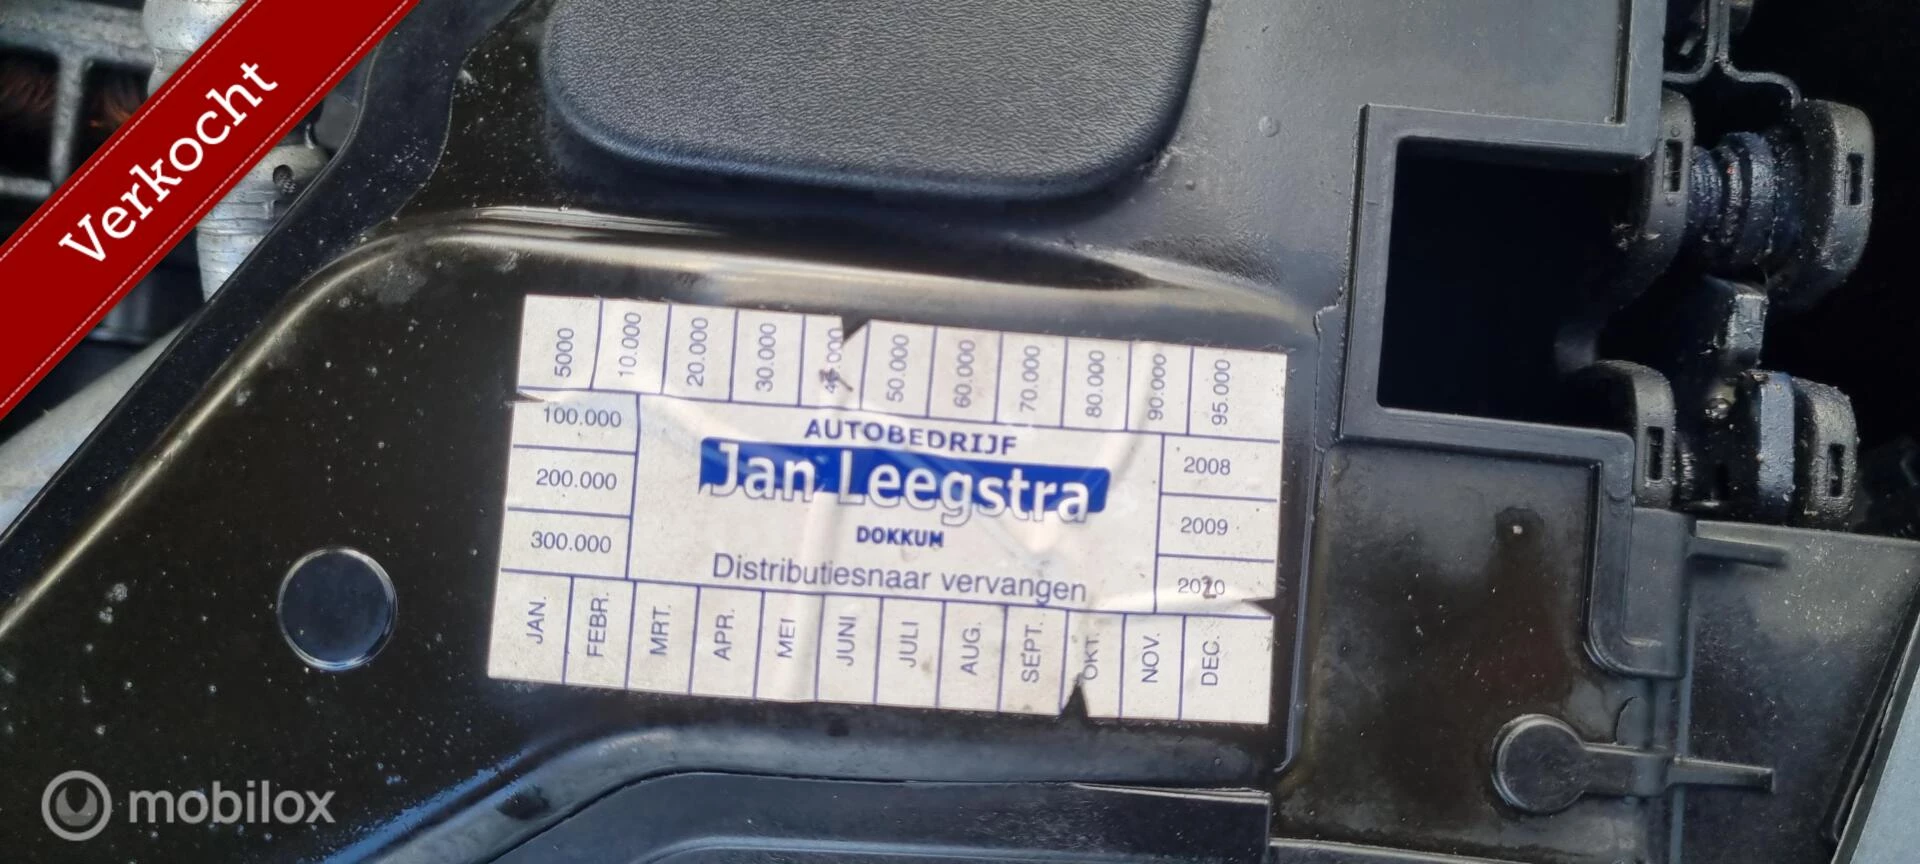 Verkocht
5000
10.000
20.000
30.000
50.000
60.000
70.000
80.000
90.000
95.000
100.000
200.000
300.000
AUTOBEDRIJF
Jan Leegstra
DOKKUM
Distributiesnaar vervangen
2008
2009
JAN.
FEBR.
MRT.
APR.
MEI
JUNI
JULI
AUG.
SEPT.
OKT.
NOV.
DEC.
mobilox